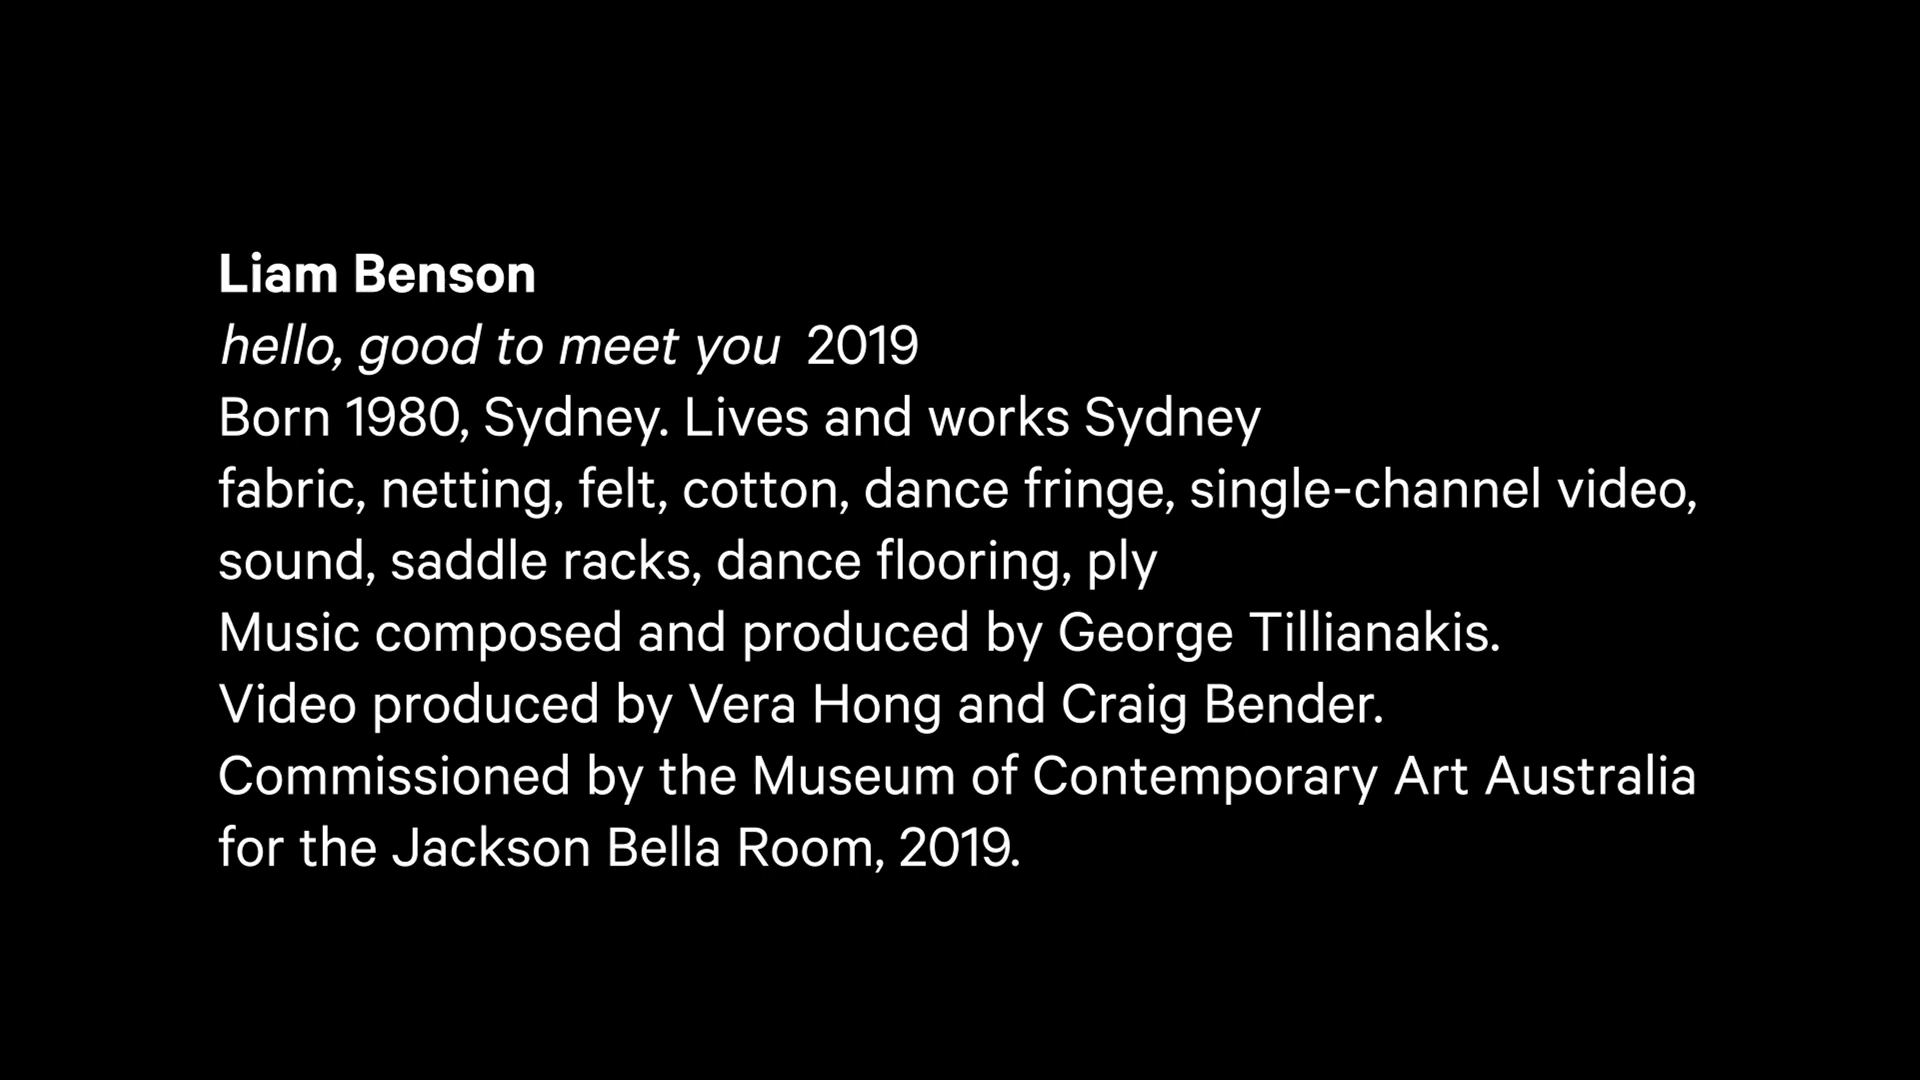 Liam Benson
hello, good to meet you 2019
Born 1980, Sydney. Lives and works Sydney
fabric, netting, felt, cotton, dance fringe, single-channel video,
sound, saddle racks, dance flooring, ply
Music composed and produced by George Tillianakis.
Video produced by Vera Hong and Craig Bender.
Commissioned by the Museum of Contemporary Art Australia
for the Jackson Bella Room, 2019.